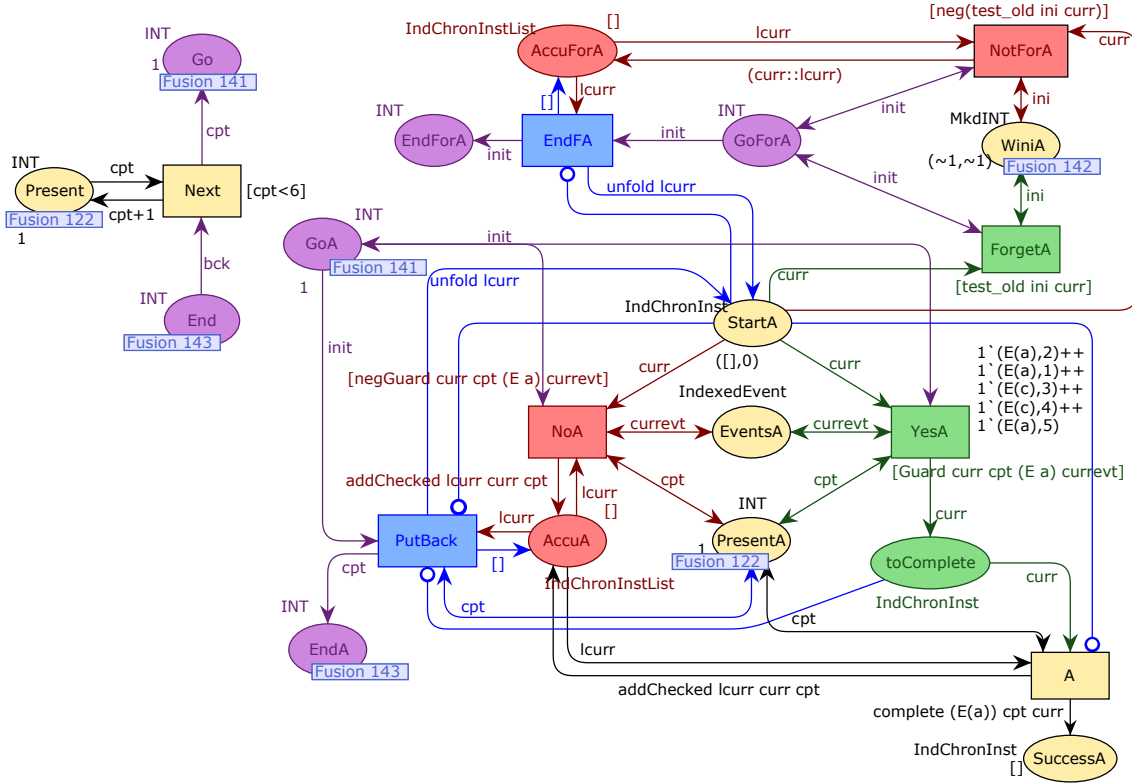 IndChronInstList
[]
[neg(test_old ini curr)]
INT
Go
1
Fusion 141
AccuForA
lcurr
(curr::lcurr)
NotForA
curr
[]
lcurr
init
ini
INT
cpt
EndForA
init
EndFA
init
INT
GoForA
MkdINT
WiniA
(~1,~1)
Fusion 142
INT
Present
cpt
Next
[cpt<6]
cpt+1
Fusion 122
1
unfold lcurr
init
ini
INT
GoA
init
ForgetA
Fusion 141
1
bck
unfold lcurr
curr
[test_old ini curr]
INT
End
Fusion 143
IndChronInst
StartA
([],0)
init
curr
curr
1`(E(a),2)++
1`(E(a),1)++
1`(E(c),3)++
1`(E(c),4)++
1`(E(a),5)
[negGuard curr cpt (E a) currevt]
IndexedEvent
NoA
currevt
EventsA
currevt
YesA
addChecked lcurr curr cpt
lcurr
cpt
cpt
[Guard curr cpt (E a) currevt]
[]
INT
lcurr
curr
PutBack
[]
AccuA
1
PresentA
Fusion 122
toComplete
cpt
IndChronInstList
curr
IndChronInst
INT
cpt
cpt
EndA
Fusion 143
lcurr
A
addChecked lcurr curr cpt
complete (E(a)) cpt curr
IndChronInst
[]
SuccessA